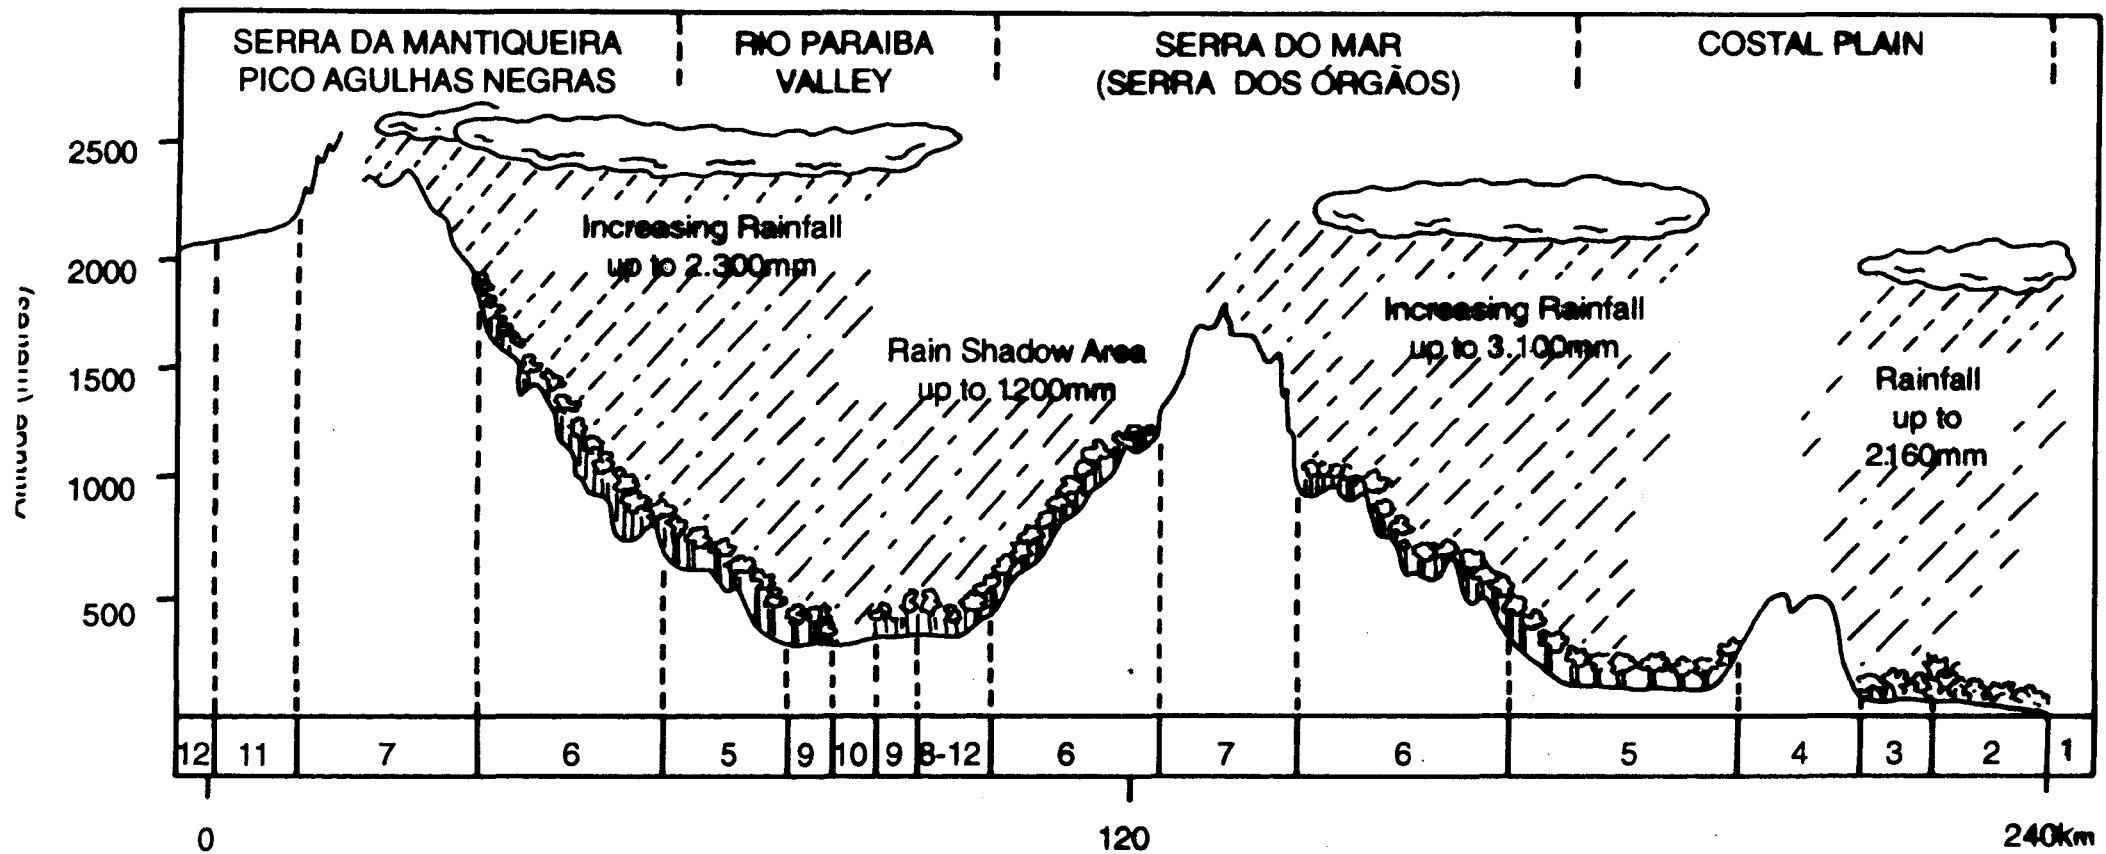 SERRA DA MANTIQUEIRA
PICO AGULHAS NEGRAS
RIO PARAIBA
VALLEY
SERRA DO MAR
(SERRA DOS ÓRGÃOS)
COSTAL PLAIN
2500
2000
1500
1000
500
Increasing Rainfall
up to 2.300mm
Rain Shadow Area
up to 1200mm
Increasing Rainfall
up to 3.100mm
Rainfall
up to
2.160mm
12 11 7 6 5 9 10 9 8-12 6 7 6 5 4 3 2 1
0 120 240km